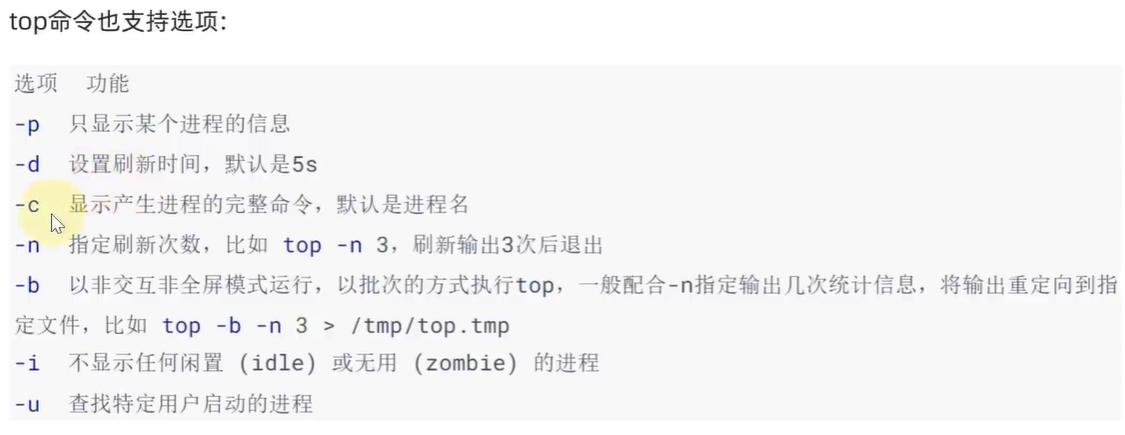 top命令也支持选项：
选项 功能
-p 只显示某个进程的信息
-d 设置刷新时间，默认是5s
-c 显示产生进程的完整命令，默认是进程名
-n 指定刷新次数，比如 top -n 3，刷新输出3次后退出
-b 以非交互非全屏模式运行，以批次的方式执行top，一般配合-n指定输出几次统计信息，将输出重定向到指
定文件，比如 top -b -n 3 > /tmp/top.tmp
-i 不显示任何闲置 (idle) 或无用 (zombie) 的进程
-u 查找特定用户启动的进程